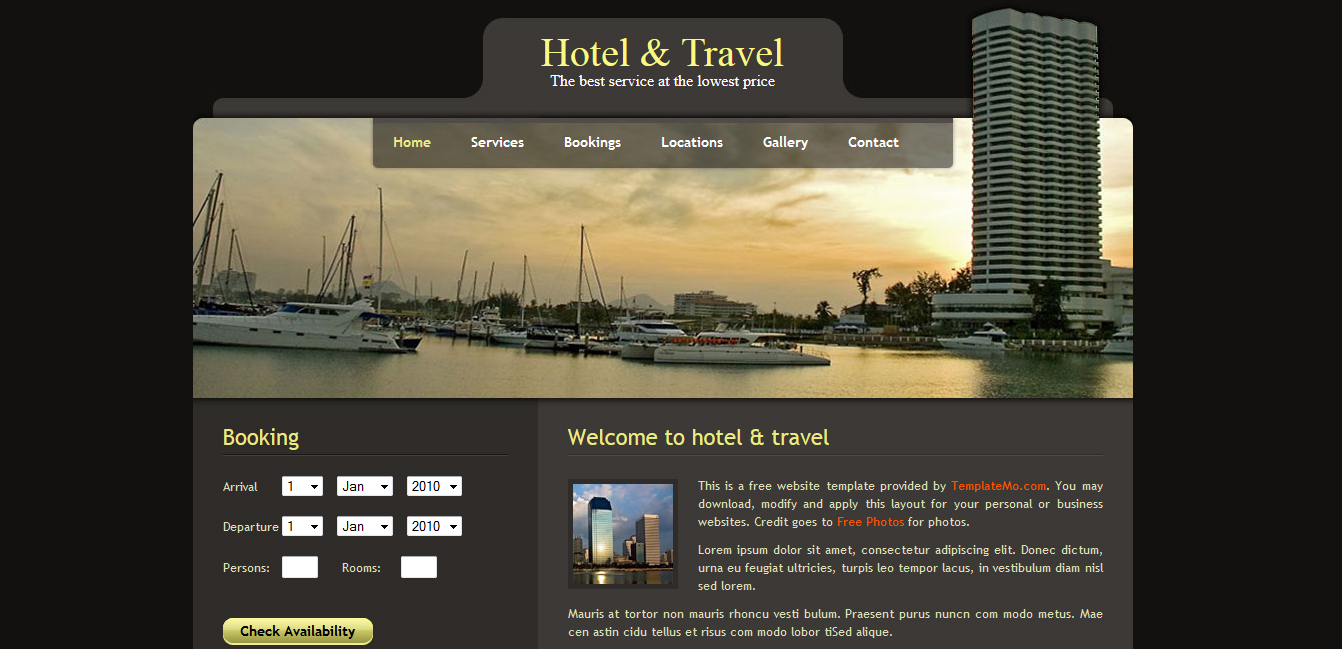 Hotel & Travel
The best service at the lowest price
Home Services Bookings Locations Gallery Contact
Booking
Arrival 1 Jan 2010
Departure 1 Jan 2010
Persons: Rooms:
Check Availability
Welcome to hotel & travel
This is a free website template provided by TemplateMo.com. You may
download, modify and apply this layout for your personal or business
websites. Credit goes to Free Photos for photos.
Lorem ipsum dolor sit amet, consectetur adipiscing elit. Donec dictum,
urna eu feugiat ultricies, turpis leo tempor lacus, in vestibulum diam nisl
sed lorem.
Mauris at tortor non mauris rhoncu vesti bulum. Praesent purus nuncn com modo metus. Mae
cen astin cidu tellus et risus com modo lobor tiSed alique.